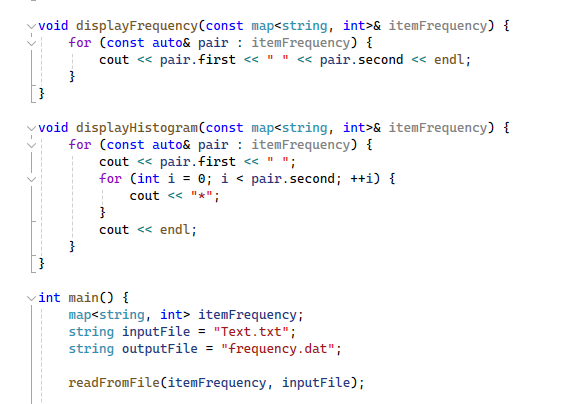 void displayFrequency(const map<string, int>& itemFrequency) {
    for (const auto& pair : itemFrequency) {
        cout << pair.first << " " << pair.second << endl;
    }
}

void displayHistogram(const map<string, int>& itemFrequency) {
    for (const auto& pair : itemFrequency) {
        cout << pair.first << " ";
        for (int i = 0; i < pair.second; ++i) {
            cout << "*";
        }
        cout << endl;
    }
}

int main() {
    map<string, int> itemFrequency;
    string inputFile = "Text.txt";
    string outputFile = "frequency.dat";

    readFromFile(itemFrequency, inputFile);